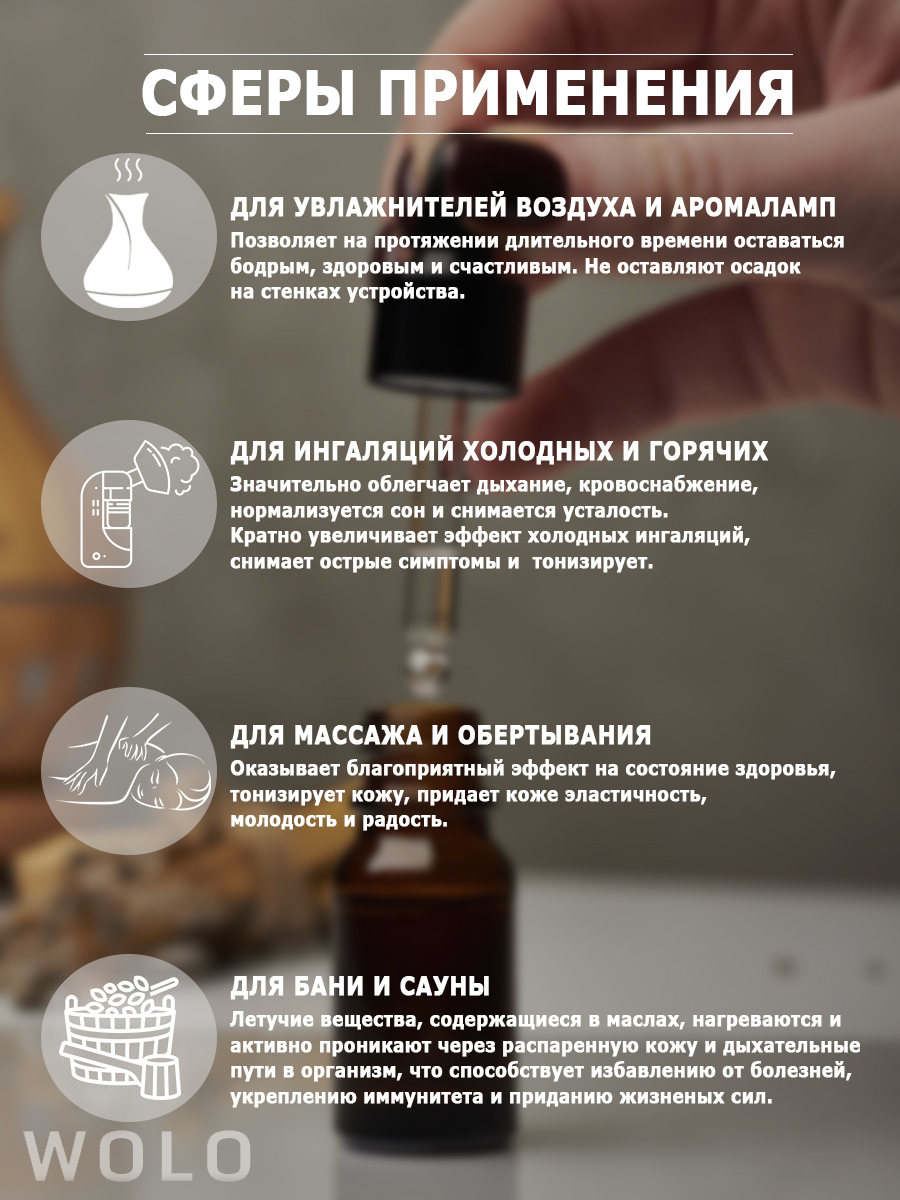 СФЕРЫ ПРИМЕНЕНИЯ
ДЛЯ УВЛАЖНИТЕЛЕЙ ВОЗДУХА И АРОМАЛАМП
Позволяет на протяжении длительного времени оставаться
бодрым, здоровым и счастливым. Не оставляют осадок
на стенках устройства.
ДЛЯ ИНГАЛЯЦИЙ ХОЛОДНЫХ И ГОРЯЧИХ
Значительно облегчает дыхание, кровоснабжение,
нормализуется сон и снимается усталость.
Кратно увеличивает эффект холодных ингаляций,
снимает острые симптомы и  тонизирует.
ДЛЯ МАССАЖА И ОБЕРТЫВАНИЯ
Оказывает благоприятный эффект на состояние здоровья,
тонизирует кожу, придает коже эластичность,
молодость и радость.
ДЛЯ БАНИ И САУНЫ
Летучие вещества, содержащиеся в маслах, нагреваются и
активно проникают через распаренную кожу и дыхательные
пути в организм, что способствует избавлению от болезней,
укреплению иммунитета и приданию жизненых сил.
WOLO